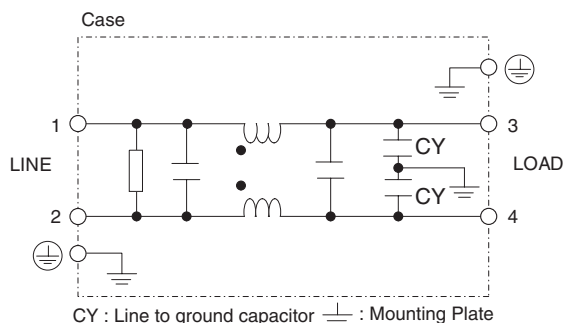 Case
1
3
LINE
CY
LOAD
CY
2
4
CY : Line to ground capacitor : Mounting Plate